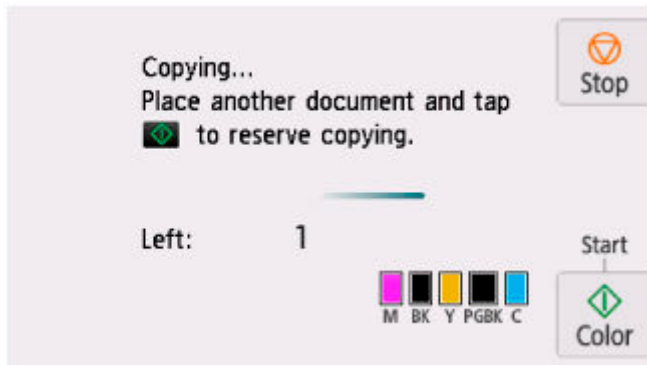 Copying...
Place another document and tap
to reserve copying.
Stop
Left: 1
Start
M BK Y PGBK C
Color